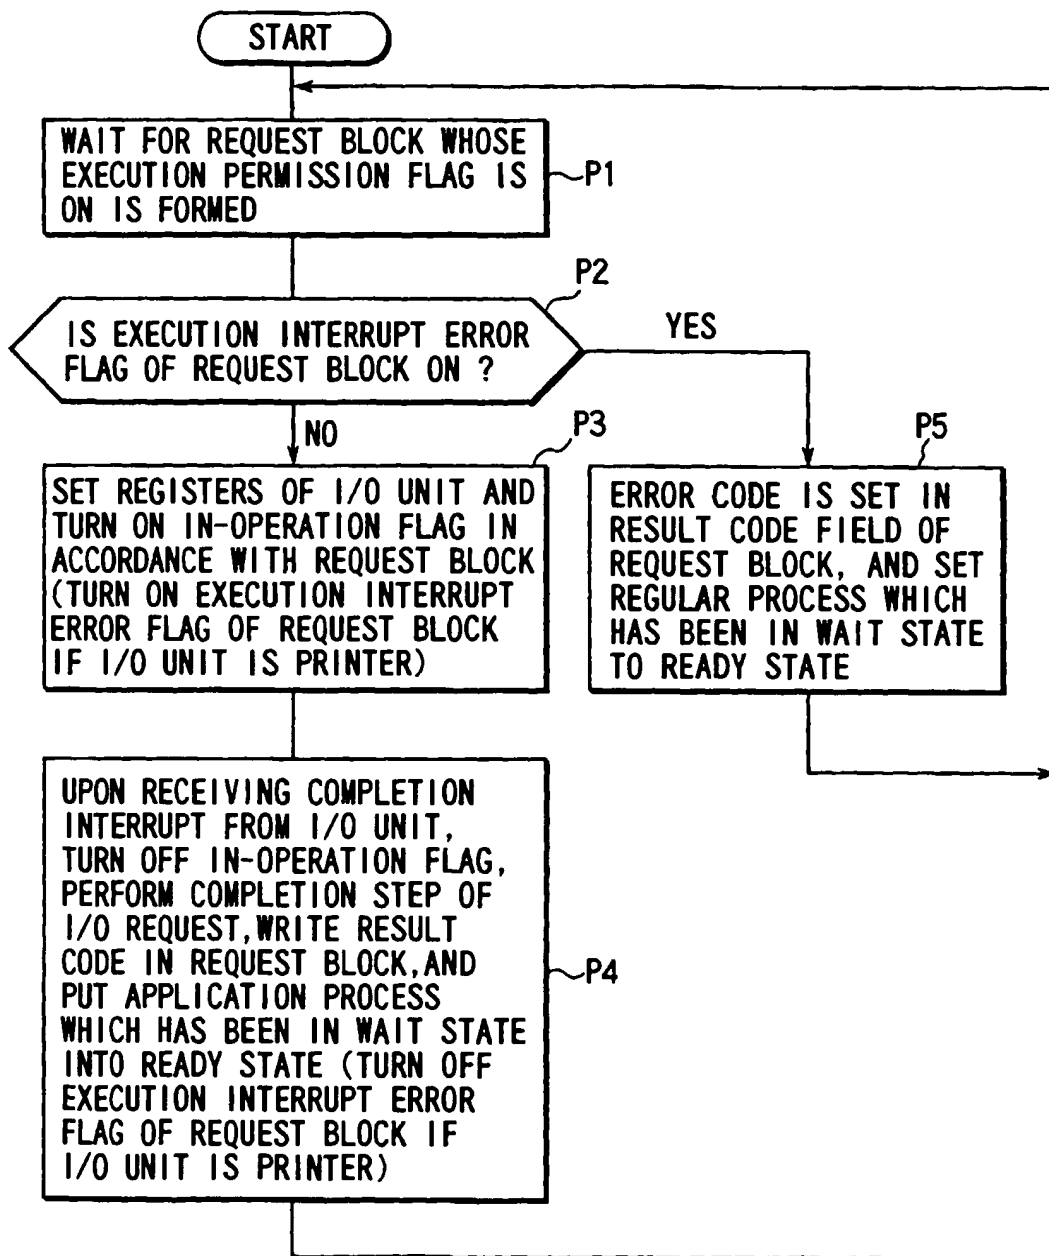 START
WAIT FOR REQUEST BLOCK WHOSE
EXECUTION PERMISSION FLAG IS
ON IS FORMED
P1
P2
IS EXECUTION INTERRUPT ERROR
FLAG OF REQUEST BLOCK ON ?
YES
NO
P3
SET REGISTERS OF I/O UNIT AND
TURN ON IN-OPERATION FLAG IN
ACCORDANCE WITH REQUEST BLOCK
(TURN ON EXECUTION INTERRUPT
ERROR FLAG OF REQUEST BLOCK
IF I/O UNIT IS PRINTER)
P5
ERROR CODE IS SET IN
RESULT CODE FIELD OF
REQUEST BLOCK, AND SET
REGULAR PROCESS WHICH
HAS BEEN IN WAIT STATE
TO READY STATE
UPON RECEIVING COMPLETION
INTERRUPT FROM I/O UNIT,
TURN OFF IN-OPERATION FLAG,
PERFORM COMPLETION STEP OF
I/O REQUEST,WRITE RESULT
CODE IN REQUEST BLOCK,AND
PUT APPLICATION PROCESS
WHICH HAS BEEN IN WAIT STATE
INTO READY STATE (TURN OFF
EXECUTION INTERRUPT ERROR
FLAG OF REQUEST BLOCK IF
I/O UNIT IS PRINTER)
P4